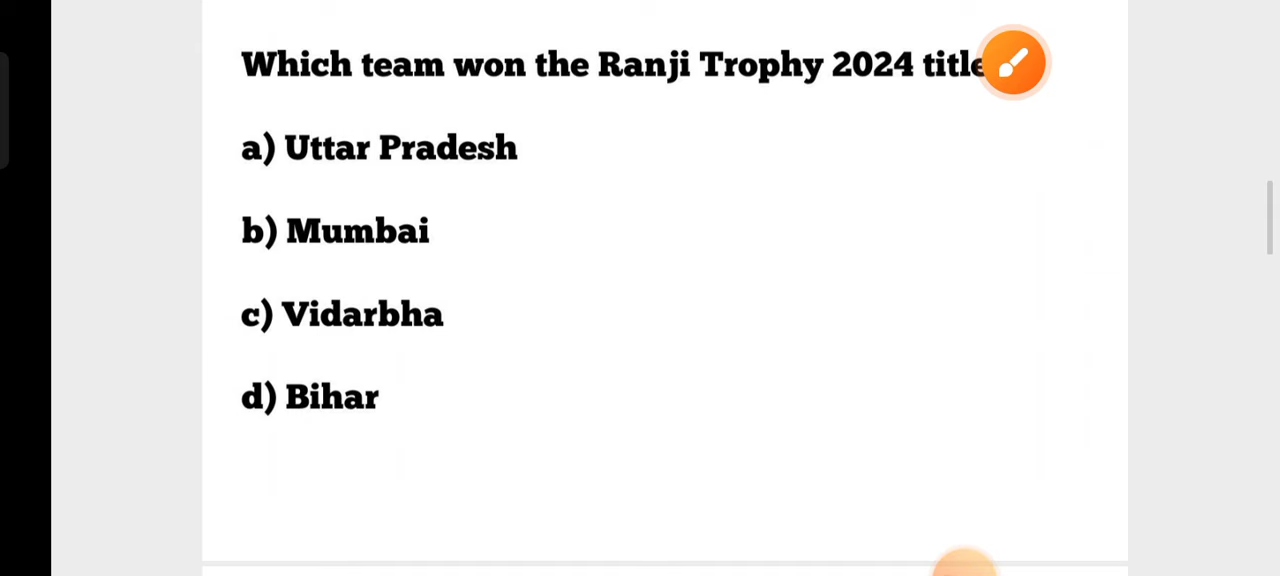 Which team won the Ranji Trophy 2024 title
a) Uttar Pradesh
b) Mumbai
c) Vidarbha
d) Bihar